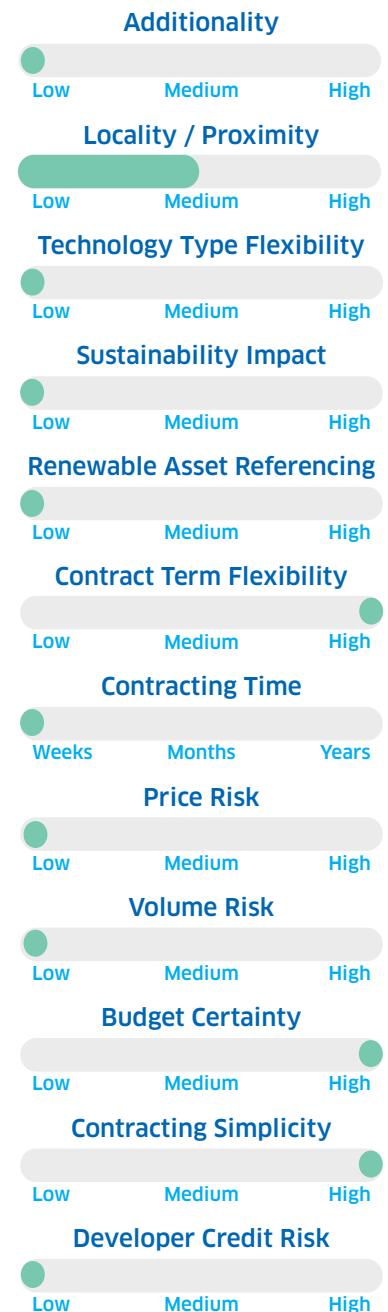 Additionality
Low Medium High
Locality / Proximity
Low Medium High
Technology Type Flexibility
Low Medium High
Sustainability Impact
Low Medium High
Renewable Asset Referencing
Low Medium High
Contract Term Flexibility
Low Medium High
Contracting Time
Weeks Months Years
Price Risk
Low Medium High
Volume Risk
Low Medium High
Budget Certainty
Low Medium High
Contracting Simplicity
Low Medium High
Developer Credit Risk
Low Medium High